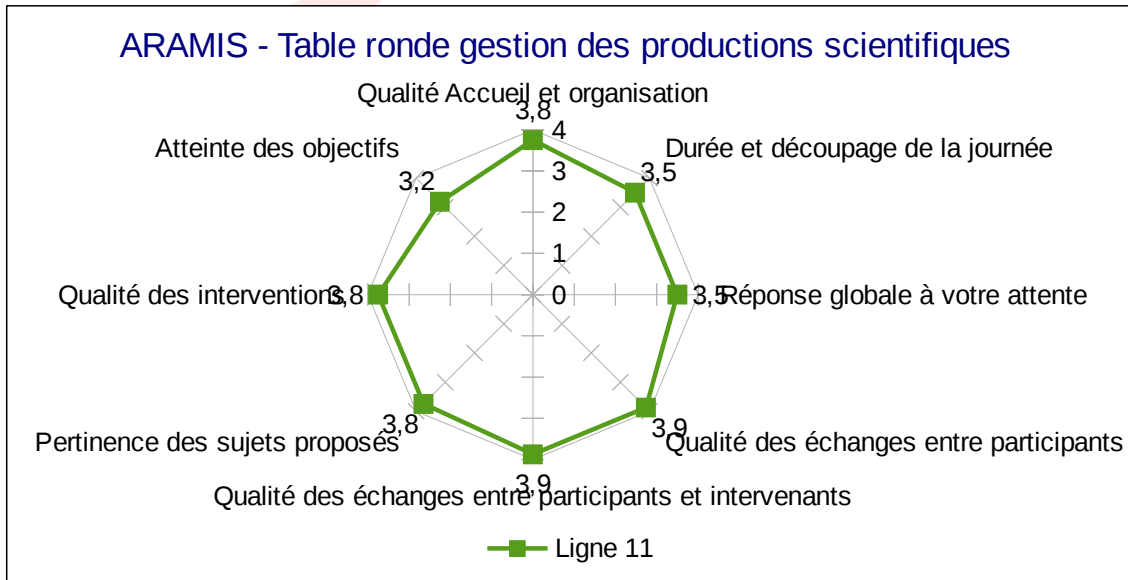 ARAMIS - Table ronde gestion des productions scientifiques
Qualité Accueil et organisation
3,8
4
Atteinte des objectifs
Durée et découpage de la journée
3,2
3,5
3
2
1
Qualité des interventions
3,8
0
3,5
Réponse globale à votre attente
Pertinence des sujets proposés
3,8
3,9
Qualité des échanges entre participants
3,9
Qualité des échanges entre participants et intervenants
Ligne 11